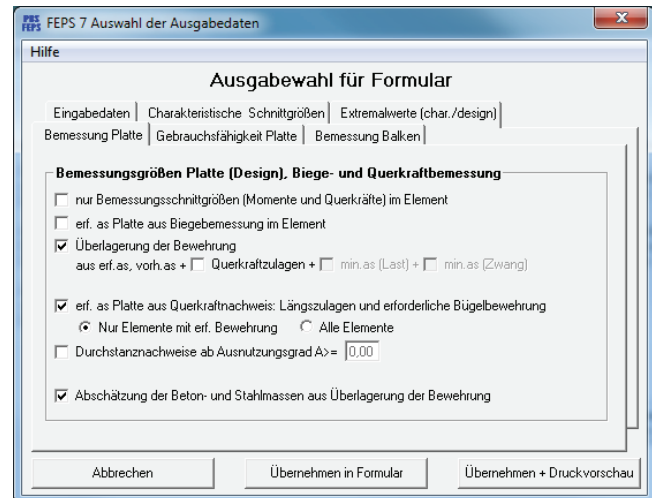 PBS
FEPS
FEPS 7 Auswahl der Ausgabedaten
Hilfe
Ausgabewahl für Formular
Eingabedaten
Charakteristische Schnittgrößen
Extremalwerte (char./design)
Bemessung Platte
Gebrauchsfähigkeit Platte
Bemessung Balken
Bemessungsgrößen Platte (Design), Biege- und Querkraftbemessung
nur Bemessungsschnittgrößen (Momente und Querkräfte) im Element
erf. as Platte aus Biegebemessung im Element
Überlagerung der Bewehrung
aus erf.as, vorh.as + Querkraftzulagen + min.as (Last) + min.as (Zwang)
erf. as Platte aus Querkraftnachweis: Längszulagen und erforderliche Bügelbewehrung
Nur Elemente mit erf. Bewehrung
Alle Elemente
Durchstanznachweise ab Ausnutzungsgrad A>= 0,00
Abschätzung der Beton- und Stahlmassen aus Überlagerung der Bewehrung
Abbrechen
Übernehmen in Formular
Übernehmen + Druckvorschau